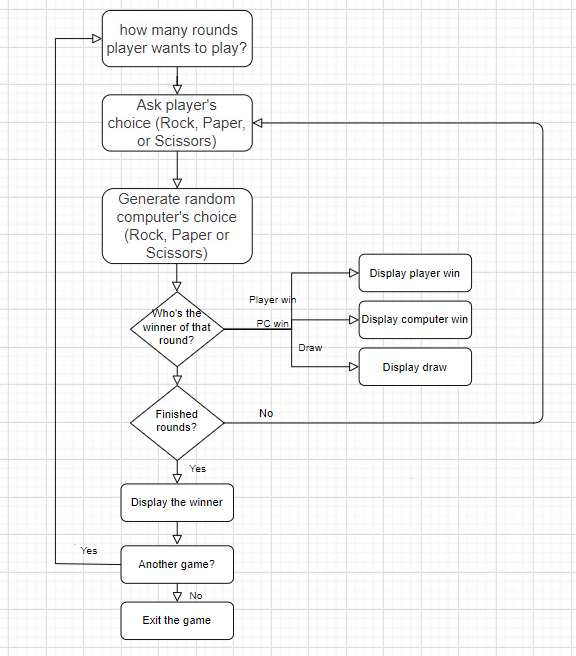 how many rounds
player wants to play?
Ask player's
choice (Rock, Paper,
or Scissors)
Generate random
computer's choice
(Rock, Paper or
Scissors)
Who's the
winner of that
round?
Player win
PC win
Draw
Display player win
Display computer win
Display draw
Finished
rounds?
No
Yes
Display the winner
Another game?
Yes
No
Exit the game